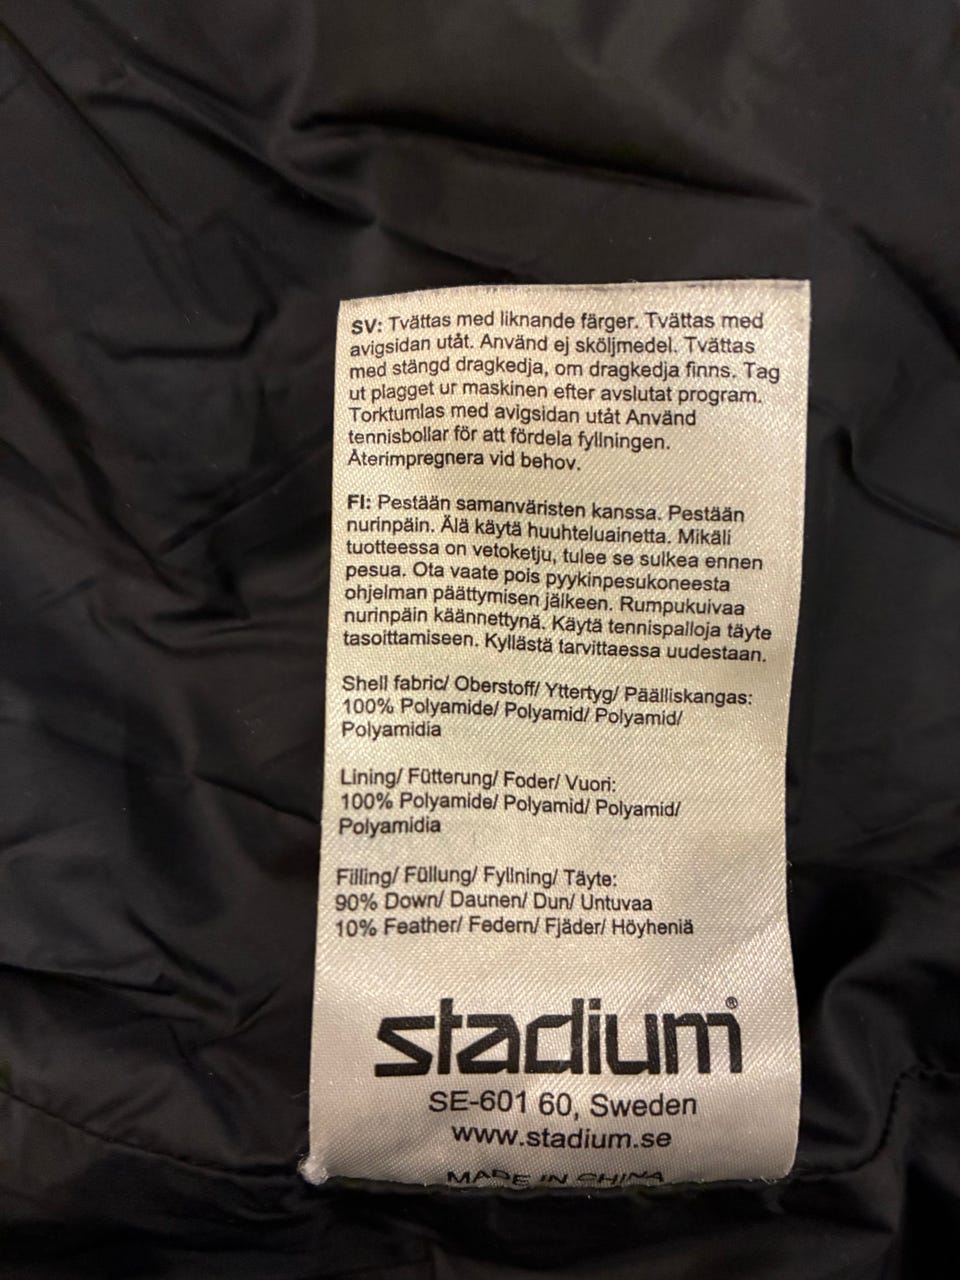 SV: Tvättas med liknande färger. Tvättas med
avigsidan utåt. Använd ej sköljmedel. Tvättas
med stängd dragkedja, om dragkedja finns. Tag
ut plagget ur maskinen efter avslutat program.
Torktumlas med avigsidan utåt Använd
tennisbollar för att fördela fyllningen.
Återimpregnera vid behov.
FI: Pestään samanväristen kanssa. Pestään
nurinpäin. Älä käytä huuhteluainetta. Mikäli
tuotteessa on vetoketju, tulee se sulkea ennen
pesua. Ota vaate pois pyykinpesukoneesta
ohjelman päättymisen jälkeen. Rumpukuivaa
nurinpäin käännettynä. Käytä tennispalloja täyte
tasoittamiseen. Kyllästä tarvittaessa uudestaan.
Shell fabric/ Oberstoff/ Yttertyg/ Päälliskangas:
100% Polyamide/ Polyamid/ Polyamid/
Polyamidia
Lining/ Fütterung/ Foder/ Vuori:
100% Polyamide/ Polyamid/ Polyamid/
Polyamidia
Filling/ Füllung/ Fyllning/ Täyte:
90% Down/ Daunen/ Dun/ Untuvaa
10% Feather/ Federn/ Fjäder/ Höyheniä
stadium®
SE-601 60, Sweden
www.stadium.se
MADE IN CHINA